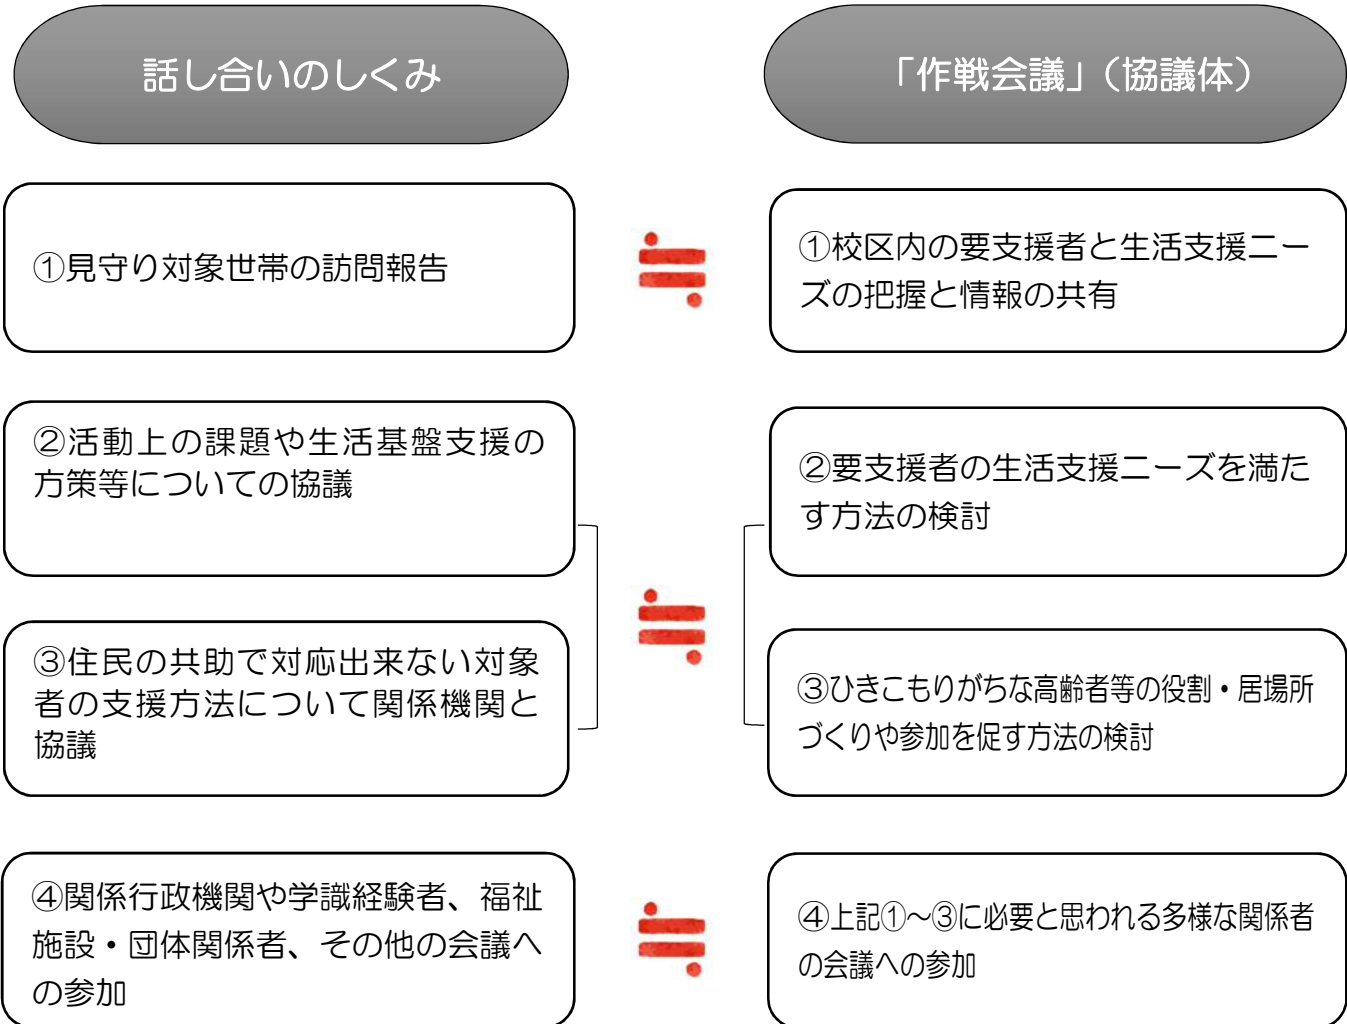 話し合いのしくみ
「作戦会議」（協議体）
①見守り対象世帯の訪問報告
≒
①校区内の要支援者と生活支援ニー
ズの把握と情報の共有
②活動上の課題や生活基盤支援の
方策等についての協議
②要支援者の生活支援ニーズを満た
す方法の検討
≒
③住民の共助で対応出来ない対象
者の支援方法について関係機関と
協議
③ひきこもりがちな高齢者等の役割・居場所
づくりや参加を促す方法の検討
④関係行政機関や学識経験者、福祉
施設・団体関係者、その他の会議へ
の参加
≒
④上記①～③に必要と思われる多様な関係者
の会議への参加